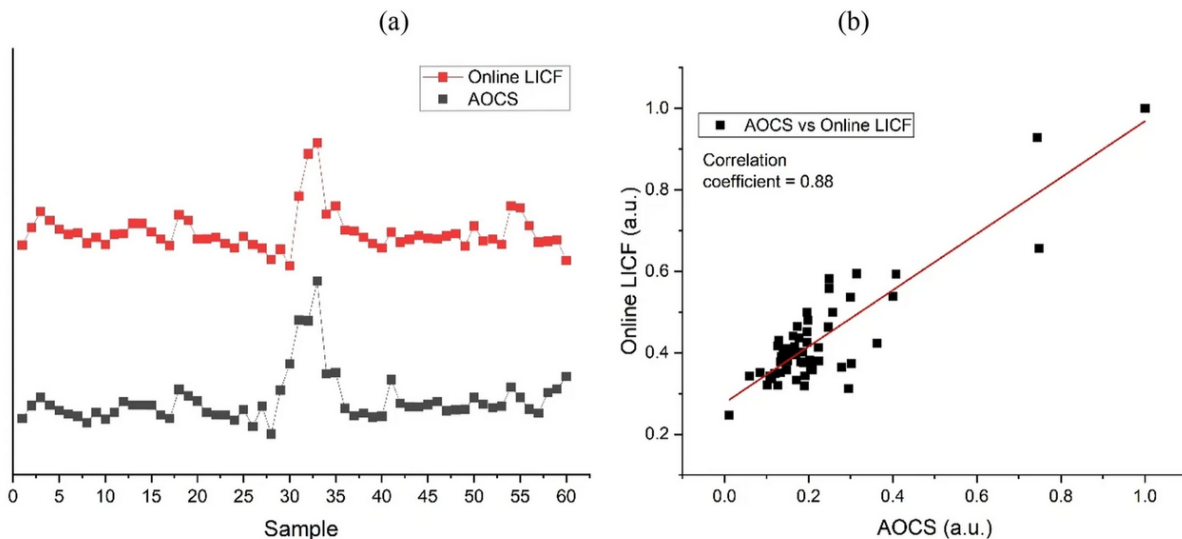 (a)
Online LICF
AOCS
0 5 10 15 20 25 30 35 40 45 50 55 60
Sample
(b)
AOCS vs Online LICF
Correlation
coefficient = 0.88
1.0
0.8
0.6
0.4
0.2
Online LICF (a.u.)
0.0 0.2 0.4 0.6 0.8 1.0
AOCS (a.u.)